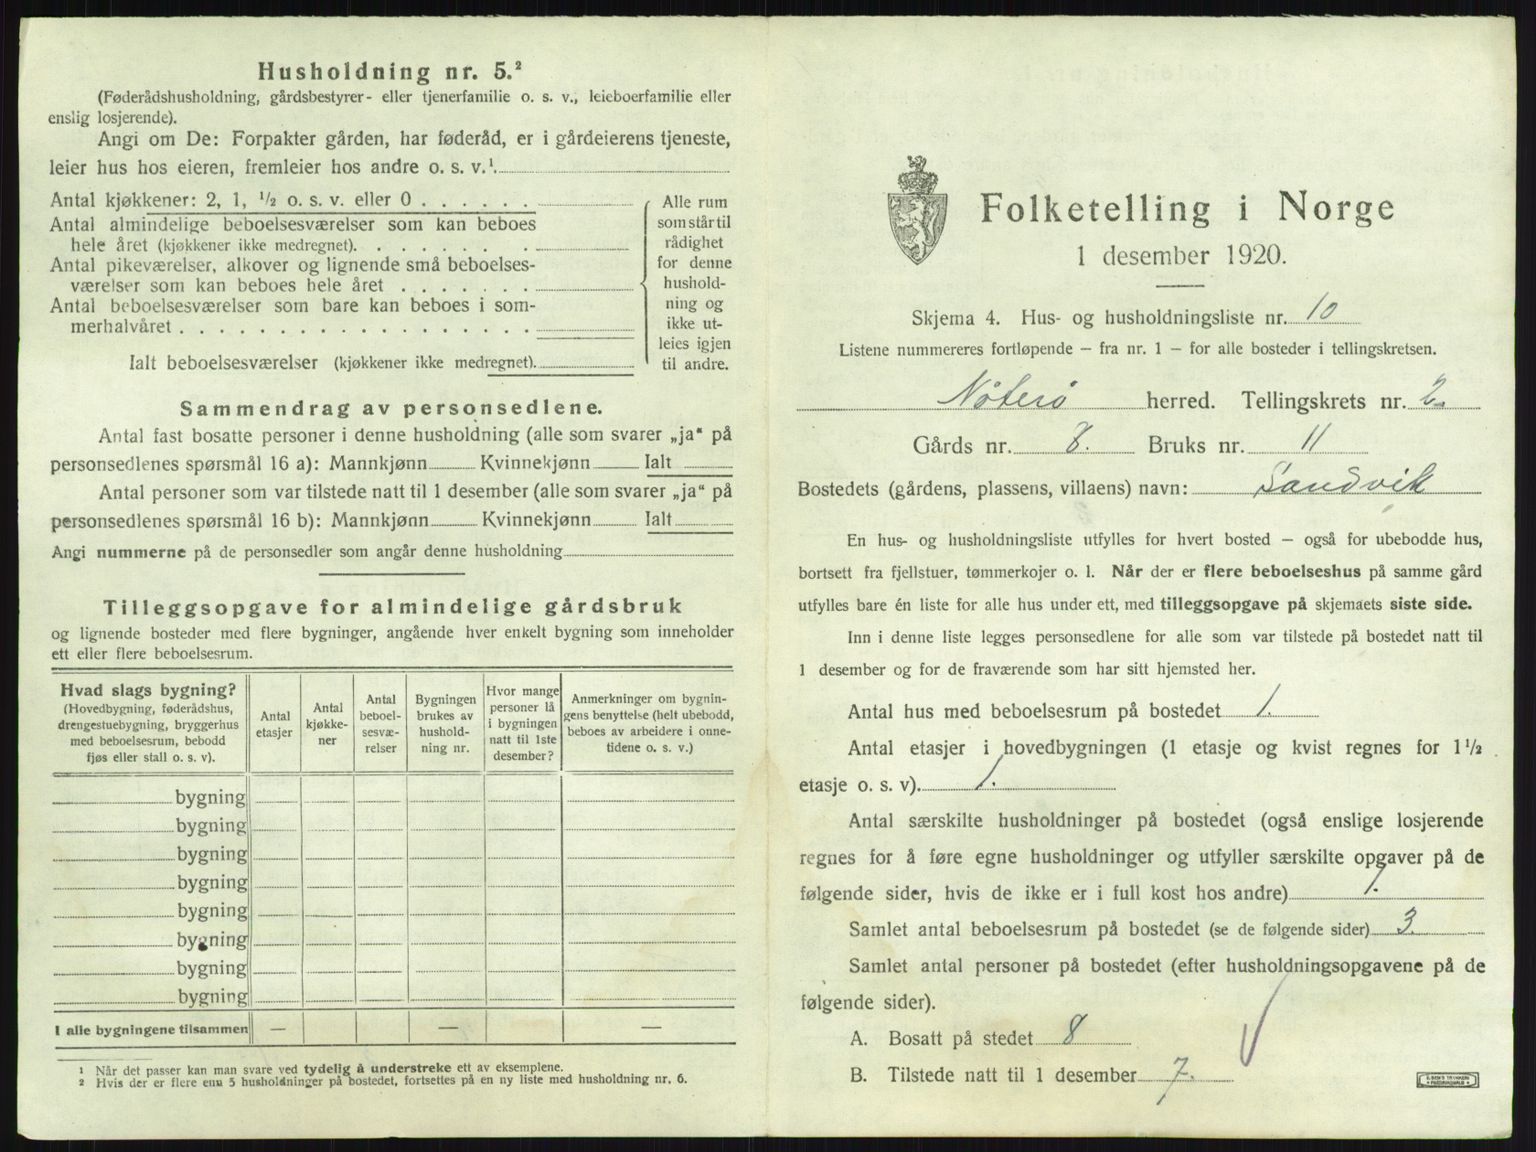 Husholdning nr. 5.²
(Føderådshusholdning, gårdsbestyrer- eller tjenerfamilie o. s. v., leieboerfamilie eller
enslig losjerende).
Angi om De: Forpakter gården, har føderåd, er i gårdeierens tjeneste,
leier hus hos eieren, fremleier hos andre o. s. v.¹
Antal kjøkkener: 2, 1, ½ o. s. v. eller 0 . . . . . .
Antal almindelige beboelsesværelser som kan beboes
hele året (kjøkkener ikke medregnet). . . . . . . .
Antal pikeværelser, alkover og lignende små beboelses-
værelser som kan beboes hele året . . . . . . .
Antal beboelsesværelser som bare kan beboes i som-
merhalvåret . . . . . . . . . . . . . . . . . .
Ialt beboelsesværelser (kjøkkener ikke medregnet).
Alle rum
som står til
rådighet
for denne
hushold-
ning og
ikke ut-
leies igjen
til andre.
Sammendrag av personsedlene.
Antal fast bosatte personer i denne husholdning (alle som svarer „ja“ på
personsedlenes spørsmål 16 a): Mannkjønn Kvinnekjønn Ialt
Antal personer som var tilstede natt til 1 desember (alle som svarer „ja“ på
personsedlenes spørsmål 16 b): Mannkjønn Kvinnekjønn Ialt
Angi nummerne på de personsedler som angår denne husholdning
Tilleggsopgave for almindelige gårdsbruk
og lignende bosteder med flere bygninger, angående hver enkelt bygning som inneholder
ett eller flere beboelsesrum.
Hvad slags bygning?
(Hovedbygning, føderådshus,
drengestuebygning, bryggerhus
med beboelsesrum, bebodd
fjøs eller stall o. s. v).
Antal
etasjer
Antal
kjøkke-
ner
Antal
beboel-
sesvæ-
relser
Bygningen
brukes av
hushold-
ning nr.
Hvor mange
personer lå
i bygningen
natt til 1ste
desember?
Anmerkninger om bygnin-
gens benyttelse (helt ubebodd,
beboes av arbeidere i onne-
tidene o. s. v.)
bygning
bygning
bygning
bygning
bygning
bygning
bygning
bygning
I alle bygningene tilsammen — — —
¹ Når det passer kan man svare ved tydelig å understreke ett av eksemplene.
² Hvis der er flere enn 5 husholdninger på bostedet, fortsettes på en ny liste med husholdning nr. 6.
Folketelling i Norge
1 desember 1920.
Skjema 4. Hus- og husholdningsliste nr. 10
Listene nummereres fortløpende – fra nr. 1 – for alle bosteder i tellingskretsen.
Nøterø herred. Tellingskrets nr. 2.
Gårds nr. 8. Bruks nr. 11
Bostedets (gårdens, plassens, villaens) navn: Sandvik
En hus- og husholdningsliste utfylles for hvert bosted – også for ubebodde hus,
bortsett fra fjellstuer, tømmerkojer o. l. Når der er flere beboelseshus på samme gård
utfylles bare én liste for alle hus under ett, med tilleggsopgave på skjemaets siste side.
Inn i denne liste legges personsedlene for alle som var tilstede på bostedet natt til
1 desember og for de fraværende som har sitt hjemsted her.
Antal hus med beboelsesrum på bostedet 1.
Antal etasjer i hovedbygningen (1 etasje og kvist regnes for 1½
etasje o. s. v). 1.
Antal særskilte husholdninger på bostedet (også enslige losjerende
regnes for å føre egne husholdninger og utfyller særskilte opgaver på de
følgende sider, hvis de ikke er i full kost hos andre) 1.
Samlet antal beboelsesrum på bostedet (se de følgende sider) 3.
Samlet antal personer på bostedet (efter husholdningsopgavene på de
følgende sider).
A. Bosatt på stedet 8
B. Tilstede natt til 1 desember 7.